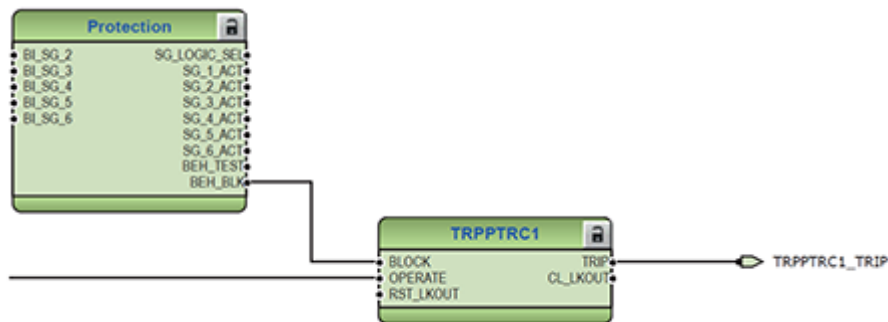 Protection
BI_SG_2 SG_LOGIC_SEL
BI_SG_3 SG_1_ACT
BI_SG_4 SG_2_ACT
BI_SG_5 SG_3_ACT
BI_SG_6 SG_4_ACT
SG_5_ACT
SG_6_ACT
BEH_TEST
BEH_BLK
TRPPTRC1
BLOCK TRIP
OPERATE CL_LKOUT
RST_LKOUT
TRPPTRC1_TRIP